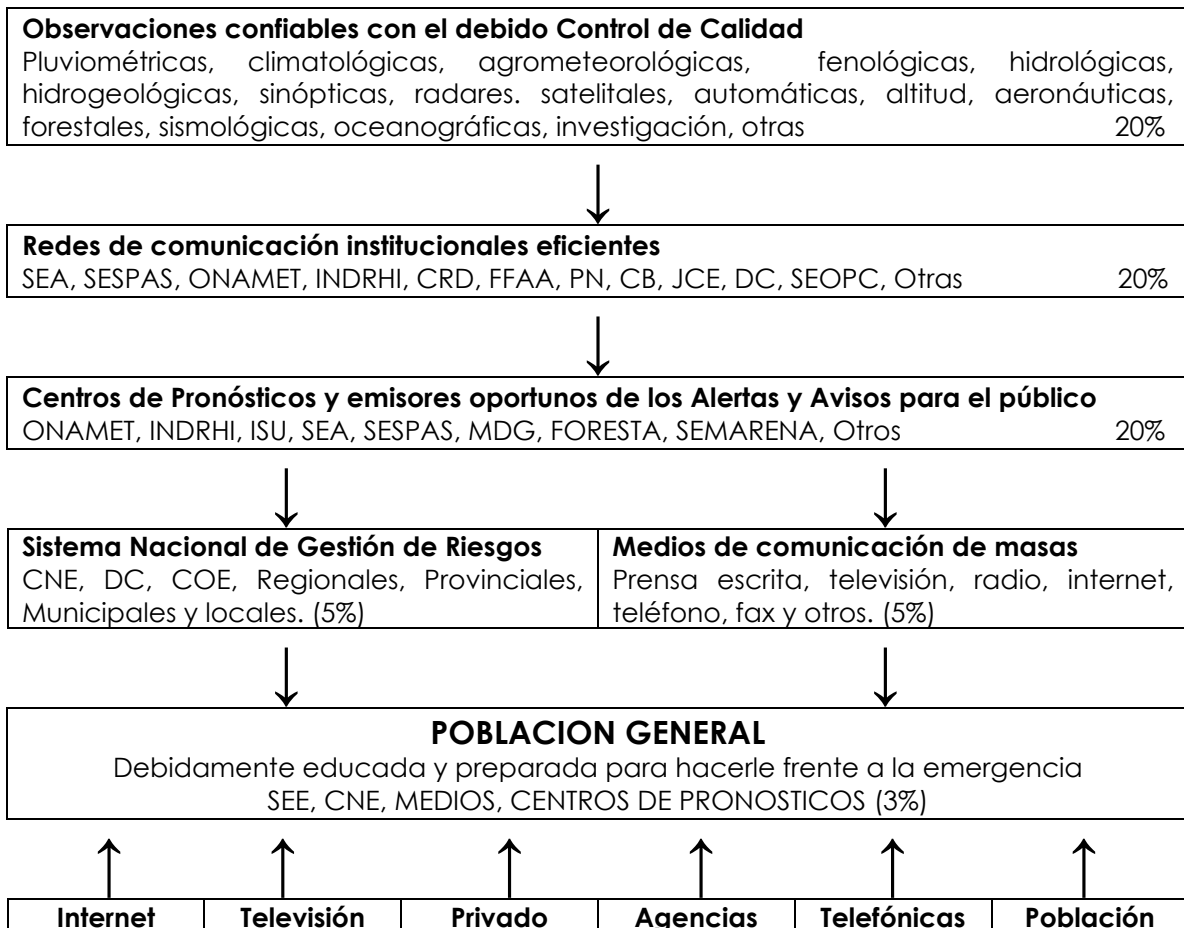 Observaciones confiables con el debido Control de Calidad
Pluviométricas, climatológicas, agrometeorológicas, fenológicas, hidrológicas,
hidrogeológicas, sinópticas, radares. satelitales, automáticas, altitud, aeronáuticas,
forestales, sismológicas, oceanográficas, investigación, otras 20%
Redes de comunicación institucionales eficientes
SEA, SESPAS, ONAMET, INDRHI, CRD, FFAA, PN, CB, JCE, DC, SEOPC, Otras 20%
Centros de Pronósticos y emisores oportunos de los Alertas y Avisos para el público
ONAMET, INDRHI, ISU, SEA, SESPAS, MDG, FORESTA, SEMARENA, Otros 20%
Sistema Nacional de Gestión de Riesgos
CNE, DC, COE, Regionales, Provinciales,
Municipales y locales. (5%)
Medios de comunicación de masas
Prensa escrita, televisión, radio, internet,
teléfono, fax y otros. (5%)
POBLACION GENERAL
Debidamente educada y preparada para hacerle frente a la emergencia
SEE, CNE, MEDIOS, CENTROS DE PRONOSTICOS (3%)
Internet Televisión Privado Agencias Telefónicas Población